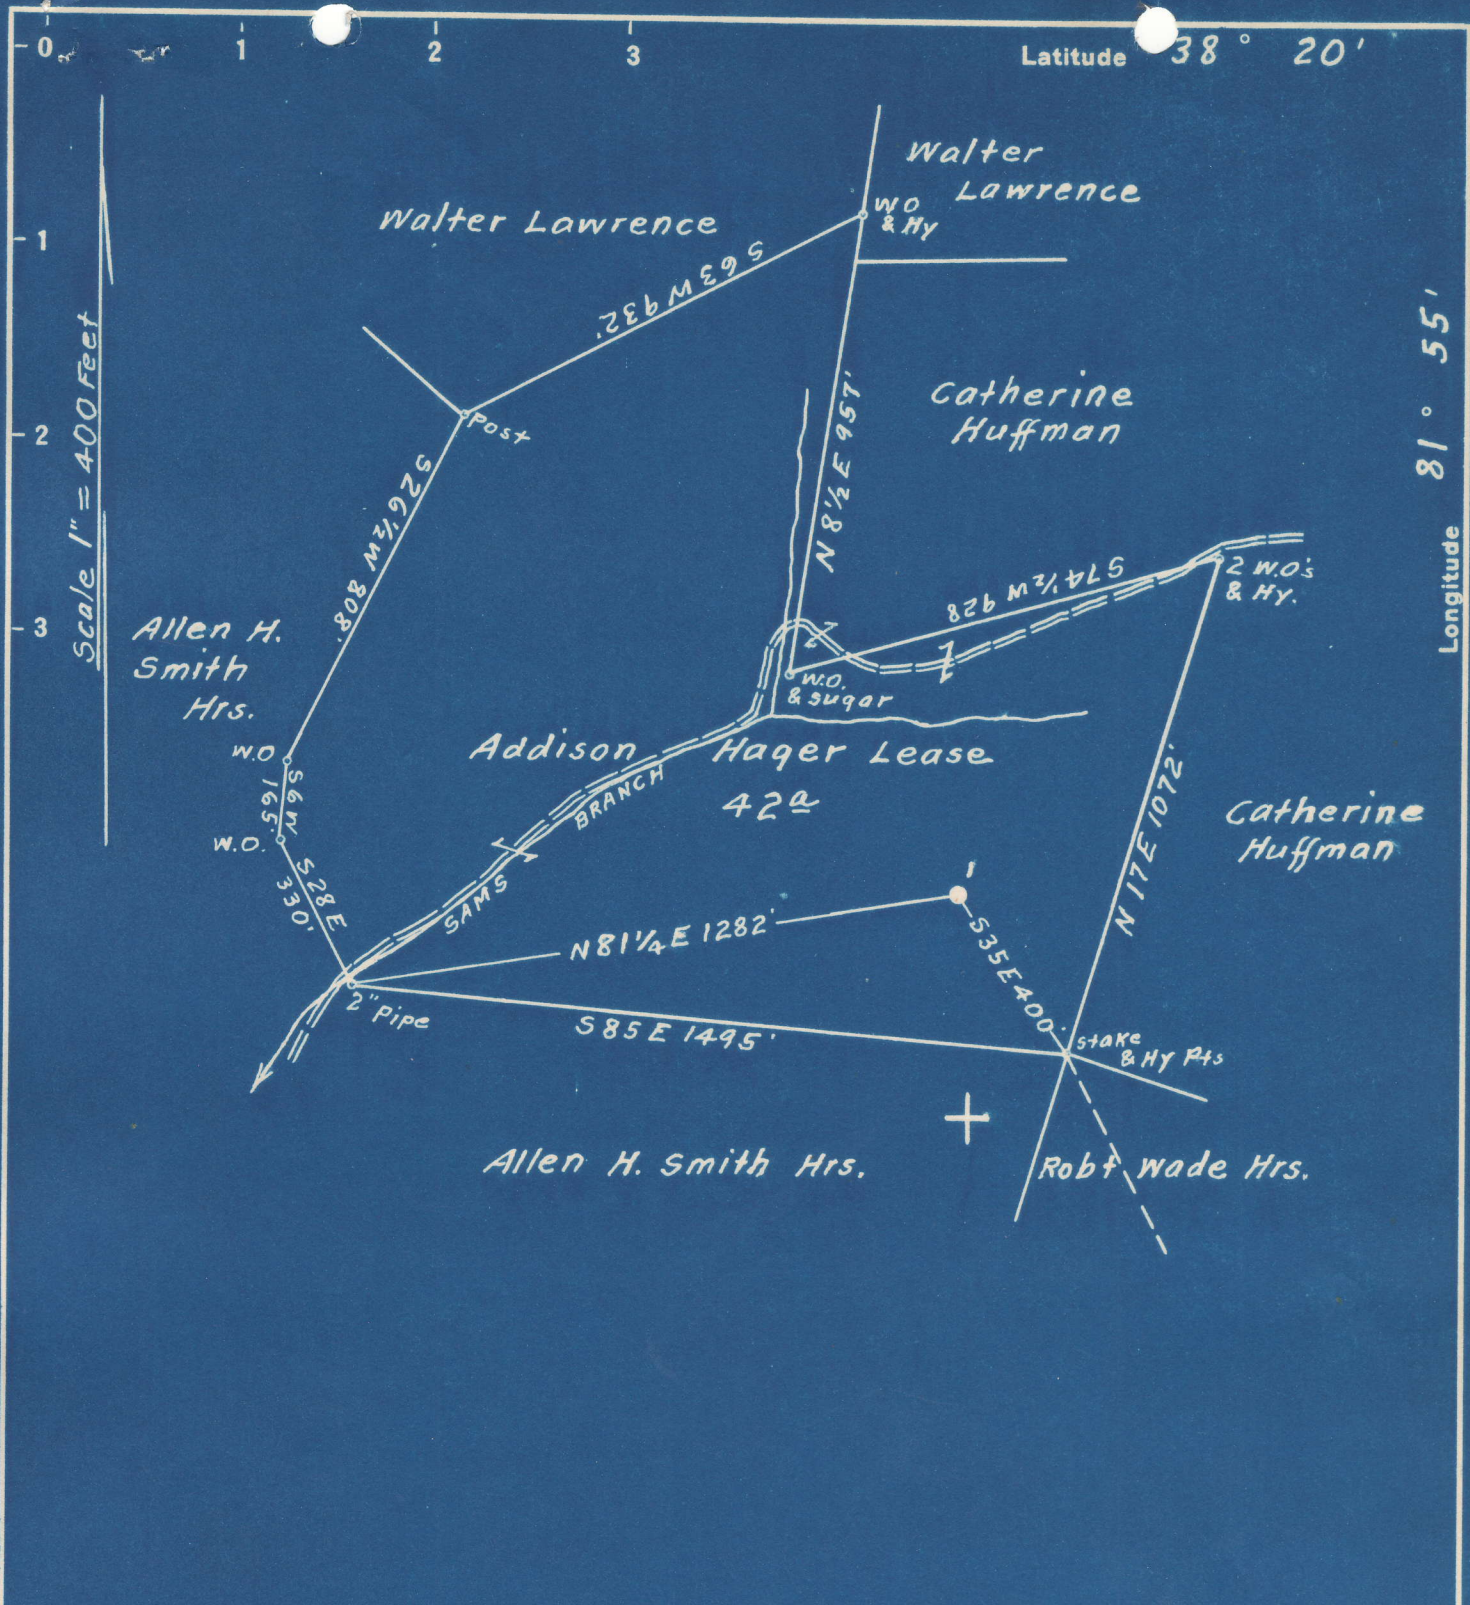 0 1 2 3 Latitude 38° 20'
1
2
3
Longitude 81° 55'
Scale 1" = 400 Feet
Walter
Lawrence
Walter Lawrence
W.O
& Hy
S 63 W 932'
Post
N 8½ E 957'
Catherine
Huffman
S 26½ W 808'
S 74½ W 928
2 W.O's
& Hy.
Allen H.
Smith
Hrs.
W.O.
& sugar
W.O
S 6 W
165'
Addison Hager Lease
42a
BRANCH
SAMS
N 17 E 1072'
Catherine
Huffman
W.O.
S 28 E
330'
1
N 81¼ E 1282'
S 35 E 400'
2" Pipe
S 85 E 1495'
stake
& Hy Pts
Allen H. Smith Hrs.
Robt Wade Hrs.